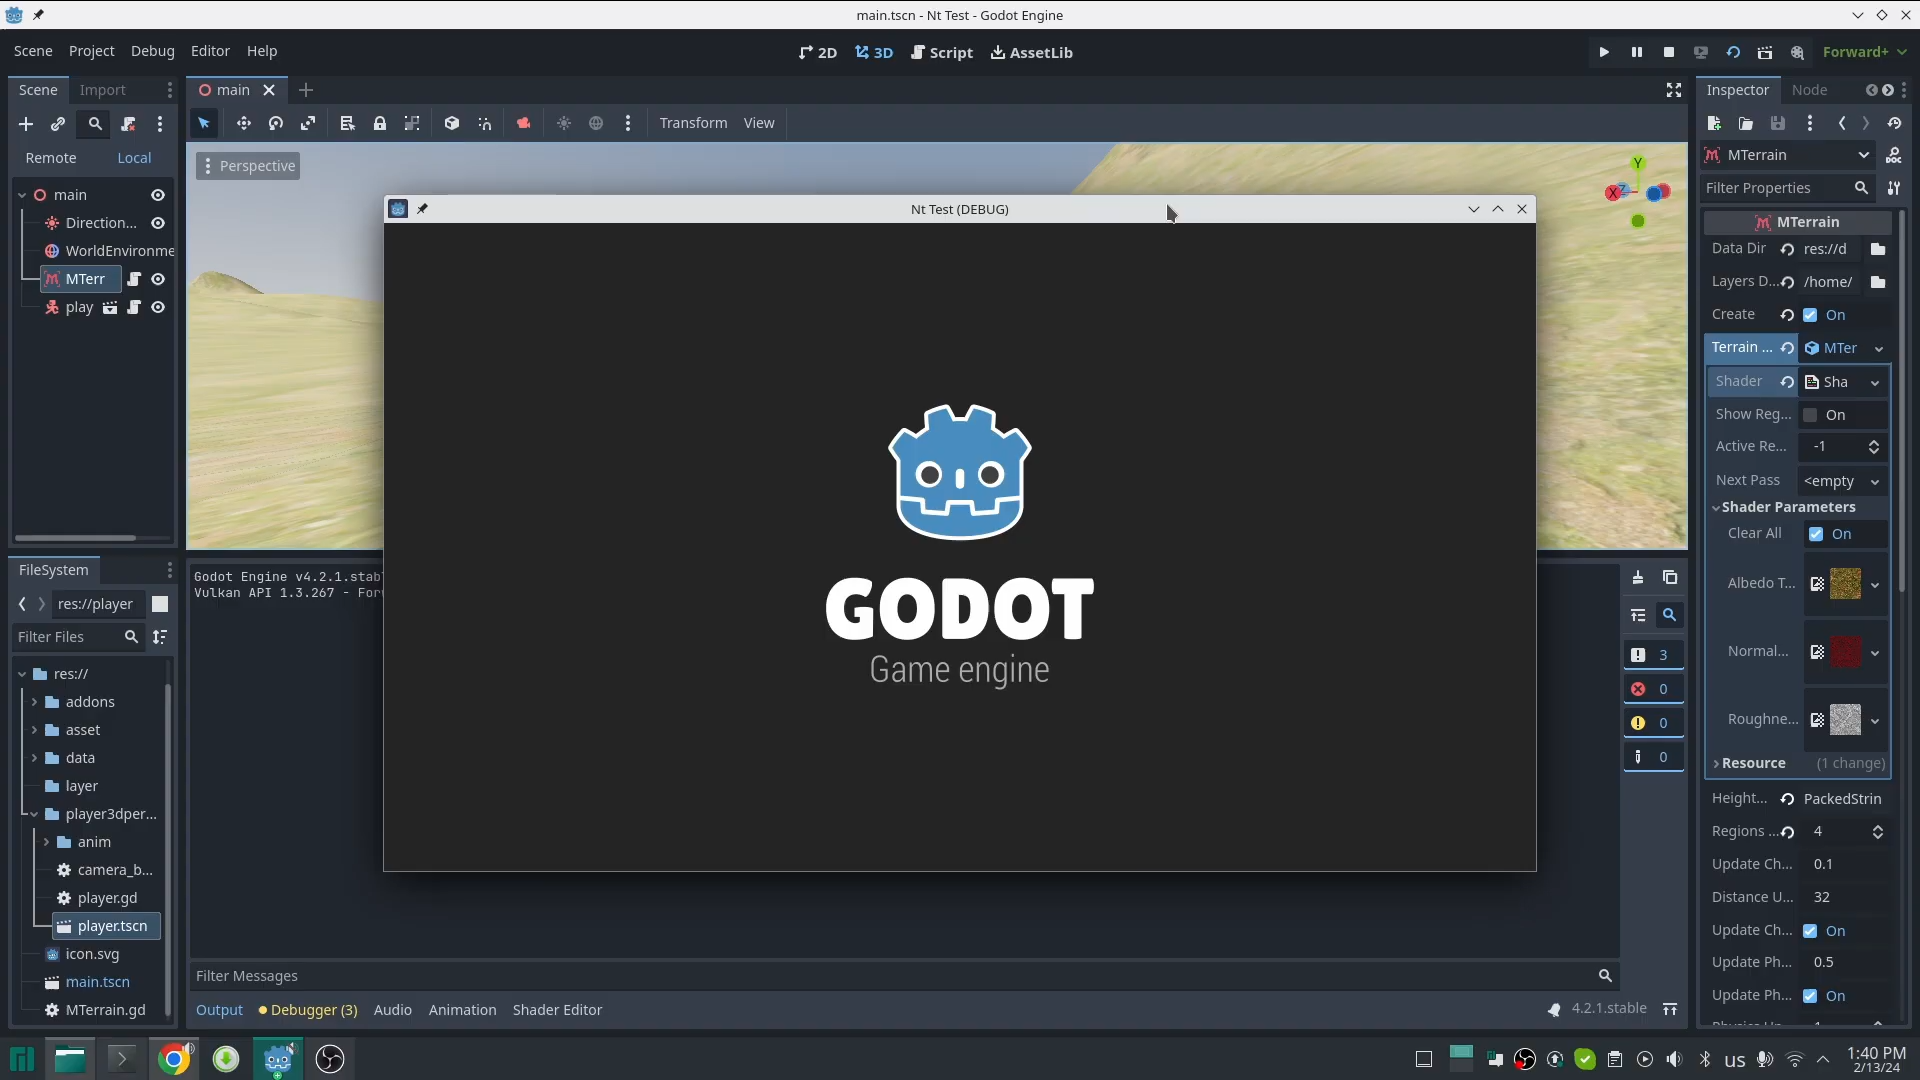 main.tscn - Nt Test - Godot Engine
Scene Project Debug Editor Help
2D 3D Script AssetLib
Forward+
Scene Import
main
Inspector Node
Transform View
Remote Local
Perspective
MTerrain
Filter Properties
main
Direction...
WorldEnvironme
MTerr
play
Nt Test (DEBUG)
Y
X
Z
MTerrain
Data Dir res://d
Layers D... /home/
Create On
Terrain ... MTer
Shader Sha
Show Reg... On
Active Re... -1
Next Pass <empty
Shader Parameters
Clear All On
Albedo T...
Normal...
Roughne...
Resource (1 change)
Height... PackedStrin
Regions ... 4
Update Ch... 0.1
Distance U... 32
Update Ch... On
Update Ph... 0.5
Update Ph... On
GODOT
Game engine
FileSystem
res://player
Filter Files
res://
addons
asset
data
layer
player3dper...
anim
camera_b...
player.gd
player.tscn
icon.svg
main.tscn
MTerrain.gd
Godot Engine v4.2.1.stabl
Vulkan API 1.3.267 - For
3
0
0
0
Filter Messages
Output Debugger (3) Audio Animation Shader Editor
4.2.1.stable
us
1:40 PM
2/13/24